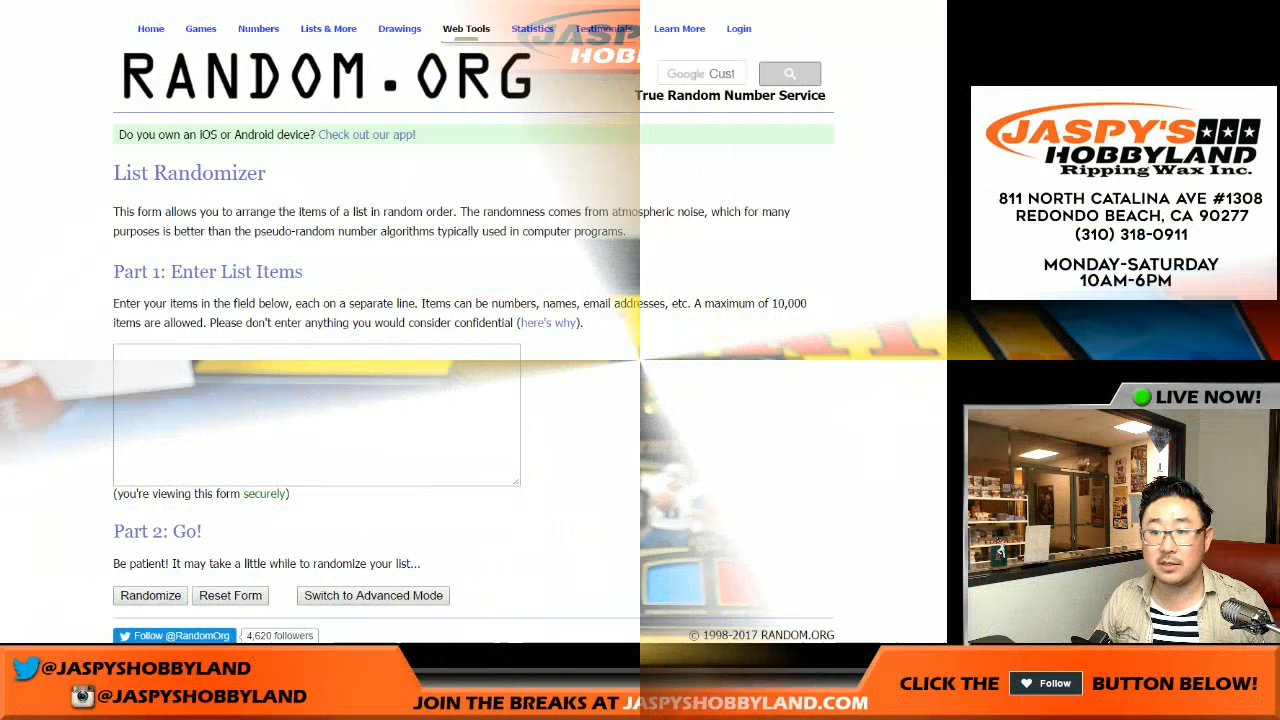 Home Games Numbers Lists & More Drawings Web Tools Statistics Testimonials Learn More Login
JASPY'S
HOBB
RANDOM.ORG
Google Cust
True Random Number Service
Do you own an iOS or Android device? Check out our app!
List Randomizer
This form allows you to arrange the items of a list in random order. The randomness comes from atmospheric noise, which for many
purposes is better than the pseudo-random number algorithms typically used in computer programs.
Part 1: Enter List Items
Enter your items in the field below, each on a separate line. Items can be numbers, names, email addresses, etc. A maximum of 10,000
items are allowed. Please don't enter anything you would consider confidential (here's why).
(you're viewing this form securely)
Part 2: Go!
Be patient! It may take a little while to randomize your list...
Randomize Reset Form Switch to Advanced Mode
Follow @RandomOrg 4,620 followers
© 1998-2017 RANDOM.ORG
JASPY'S
HOBBYLAND
Ripping Wax Inc.
811 NORTH CATALINA AVE #1308
REDONDO BEACH, CA 90277
(310) 318-0911
MONDAY-SATURDAY
10AM-6PM
LIVE NOW!
@JASPYSHOBBYLAND
@JASPYSHOBBYLAND
JOIN THE BREAKS AT JASPYSHOBBYLAND.COM
CLICK THE Follow BUTTON BELOW!